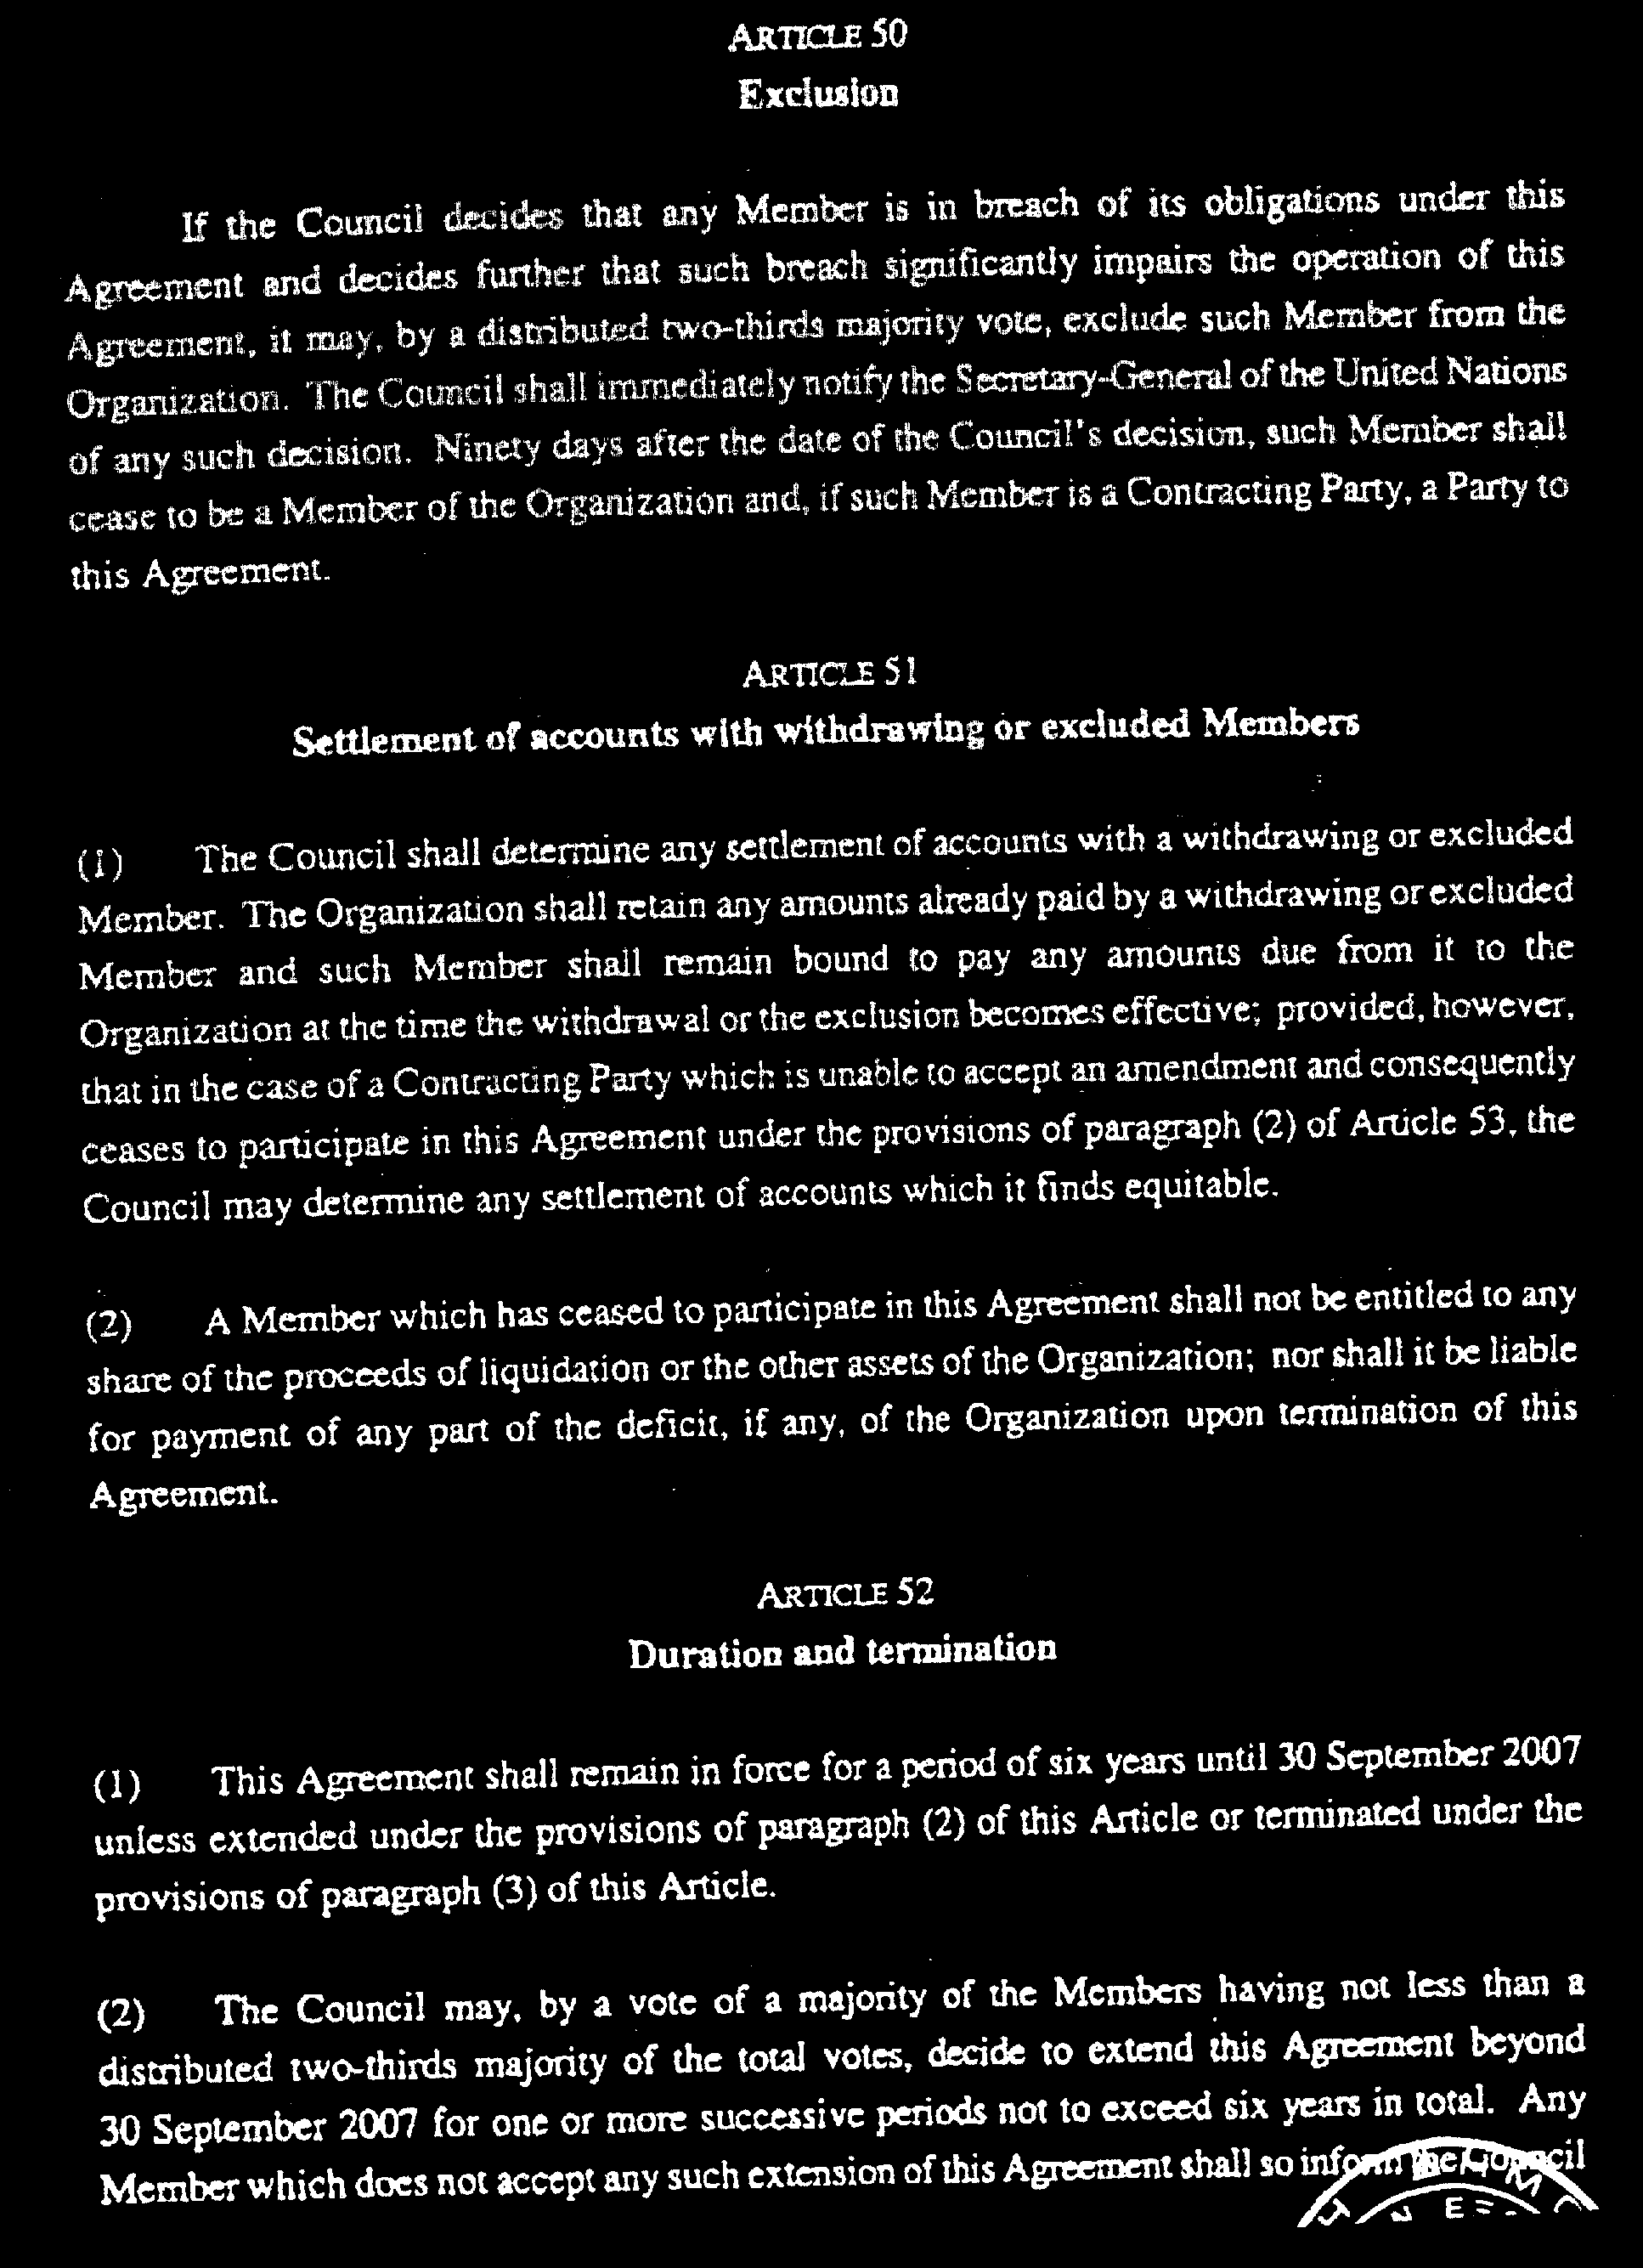 ARTICLE 50
Exclusion
If the Council decides that any Member is in breach of its obligations under this
Agreement and decides further that such breach significantly impairs the operation of this
Agreement, it may, by a distributed two-thirds majority vote, exclude such Member from the
Organization. The Council shall immediately notify the Secretary-General of the United Nations
of any such decision. Ninety days after the date of the Council's decision, such Member shall
cease to be a Member of the Organization and, if such Member is a Contracting Party, a Party to
this Agreement.
ARTICLE 51
Settlement of accounts with withdrawing or excluded Members
(1) The Council shall determine any settlement of accounts with a withdrawing or excluded
Member. The Organization shall retain any amounts already paid by a withdrawing or excluded
Member and such Member shall remain bound to pay any amounts due from it to the
Organization at the time the withdrawal or the exclusion becomes effective; provided, however,
that in the case of a Contracting Party which is unable to accept an amendment and consequently
ceases to participate in this Agreement under the provisions of paragraph (2) of Article 53, the
Council may determine any settlement of accounts which it finds equitable.
(2) A Member which has ceased to participate in this Agreement shall not be entitled to any
share of the proceeds of liquidation or the other assets of the Organization; nor shall it be liable
for payment of any part of the deficit, if any, of the Organization upon termination of this
Agreement.
ARTICLE 52
Duration and termination
(1) This Agreement shall remain in force for a period of six years until 30 September 2007
unless extended under the provisions of paragraph (2) of this Article or terminated under the
provisions of paragraph (3) of this Article.
(2) The Council may, by a vote of a majority of the Members having not less than a
distributed two-thirds majority of the total votes, decide to extend this Agreement beyond
30 September 2007 for one or more successive periods not to exceed six years in total. Any
Member which does not accept any such extension of this Agreement shall so inform the Council